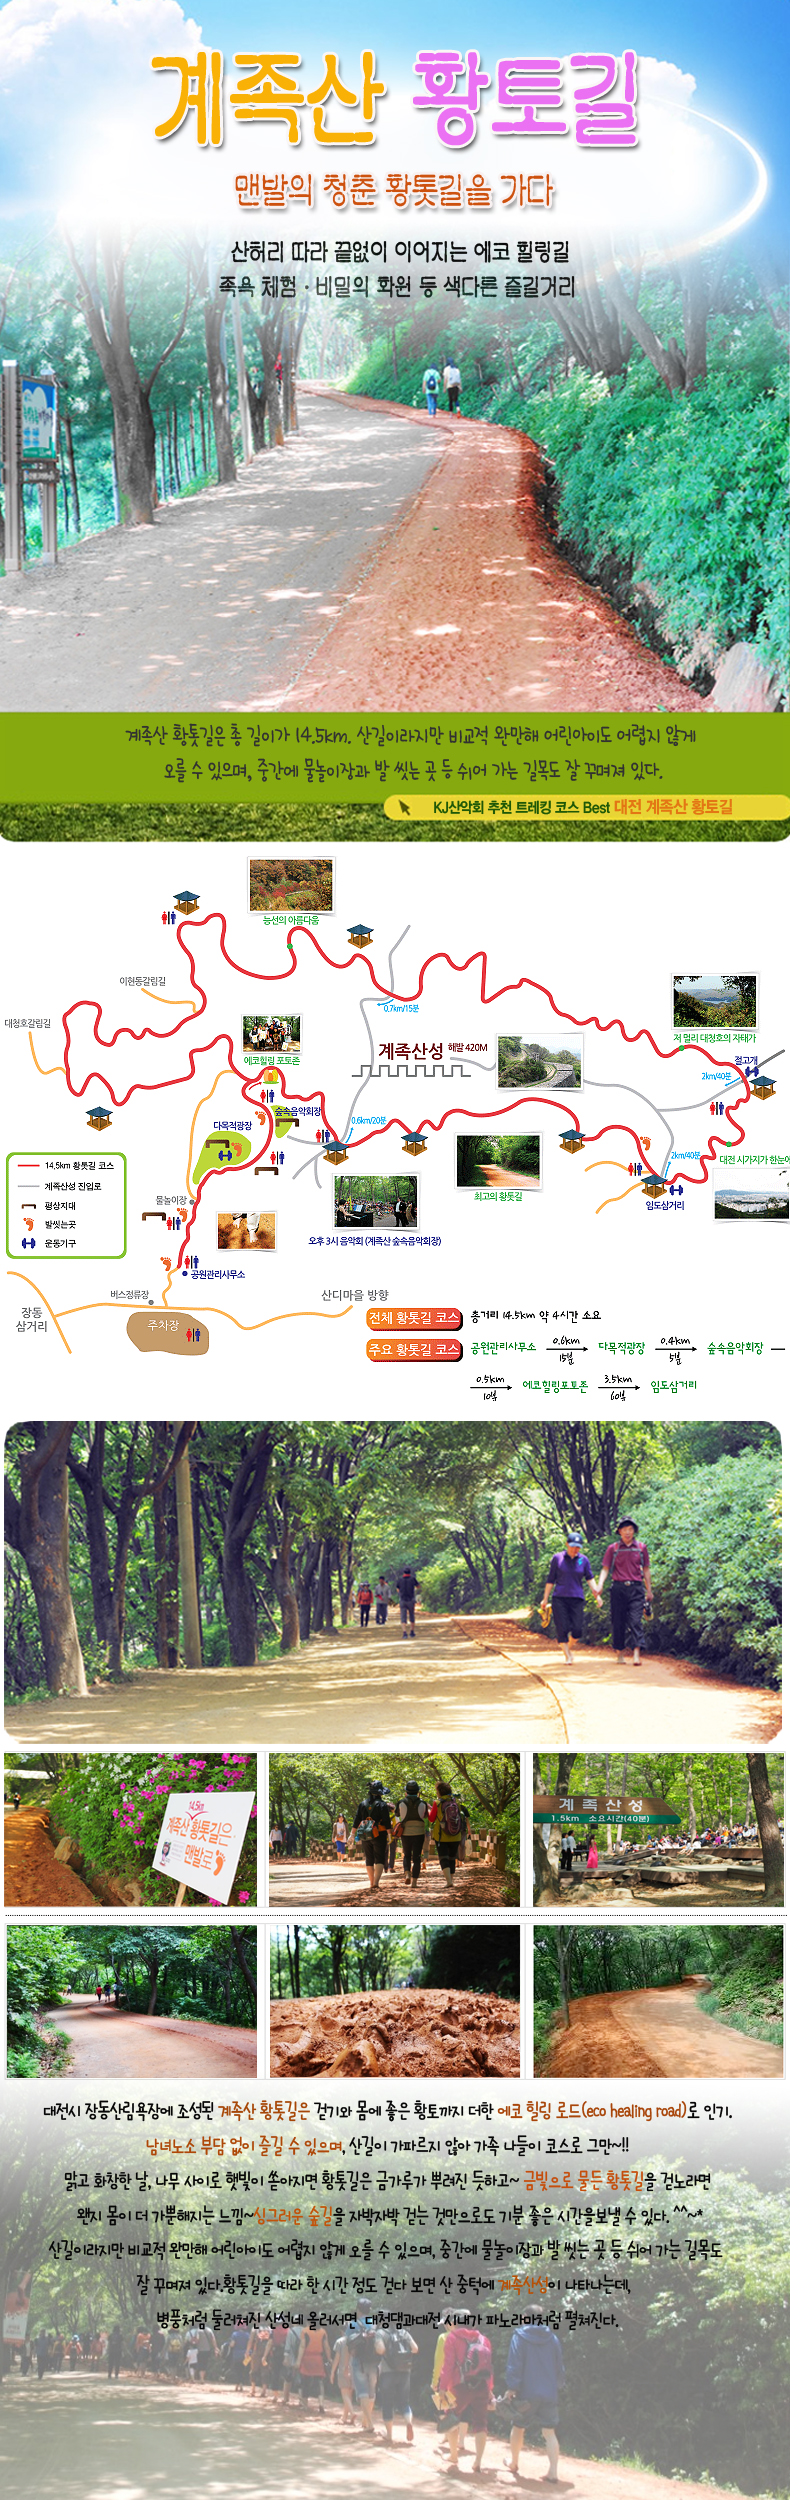 계족산 황토길
맨발의 청춘 황톳길을 가다
산허리 따라 끝없이 이어지는 에코 힐링길
족욕 체험 · 비밀의 화원 등 색다른 즐길거리
계족산 황톳길은 총 길이가 14.5km. 산길이라지만 비교적 완만해 어린아이도 어렵지 않게
오를 수 있으며, 중간에 물놀이장과 발 씻는 곳 등 쉬어 가는 길목도 잘 꾸며져 있다.
KJ산악회 추천 트레킹 코스 Best 대전 계족산 황토길
능선의 아름다움
이현동갈림길
대청호갈림길
0.7km/15분
에코힐링 포토존
계족산성 해발 420M
저 멀리 대청호의 자태가
절고개
2km/40분
숲속음악회장
다목적광장
0.6km/20분
14.5km 황톳길 코스
계족산성 진입로
평상지대
발씻는곳
운동기구
물놀이장
최고의 황톳길
2km/40분
대전 시가지가 한눈에
임도삼거리
오후 3시 음악회 (계족산 숲속음악회장)
공원관리사무소
버스정류장
산디마을 방향
장동
삼거리
주차장
전체 황톳길 코스 총거리 14.5km 약 4시간 소요
주요 황톳길 코스 공원관리사무소 0.6km 15분 다목적광장 0.4km 5분 숲속음악회장
0.5km 10분 에코힐링포토존 3.5km 60분 임도삼거리
14.5km
계족산 황톳길은
맨발로
계족산성
1.5km 소요시간(40분)
대전시 장동산림욕장에 조성된 계족산 황톳길은 걷기와 몸에 좋은 황토까지 더한 에코 힐링 로드(eco healing road)로 인기.
남녀노소 부담 없이 즐길 수 있으며, 산길이 가파르지 않아 가족 나들이 코스로 그만~!!
맑고 화창한 날, 나무 사이로 햇빛이 쏟아지면 황톳길은 금가루가 뿌려진 듯하고~ 금빛으로 물든 황톳길을 걷노라면
왠지 몸이 더 가뿐해지는 느낌~싱그러운 숲길을 자박자박 걷는 것만으로도 기분 좋은 시간을보낼 수 있다. ^^~*
산길이라지만 비교적 완만해 어린아이도 어렵지 않게 오를 수 있으며, 중간에 물놀이장과 발 씻는 곳 등 쉬어 가는 길목도
잘 꾸며져 있다.황톳길을 따라 한 시간 정도 걷다 보면 산 중턱에 계족산성이 나타나는데,
병풍처럼 둘러쳐진 산성네 올러서면 대청댐과대전 시내가 파노라마처럼 펼쳐진다.